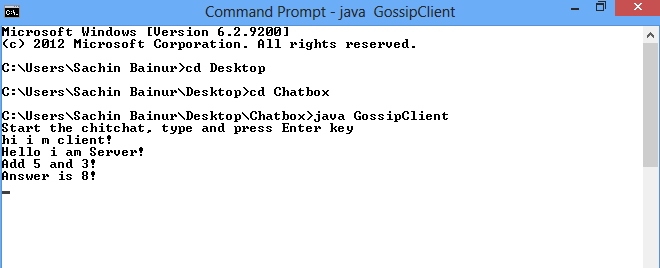 Command Prompt - java  GossipClient
Microsoft Windows [Version 6.2.9200]
(c) 2012 Microsoft Corporation. All rights reserved.
C:\Users\Sachin Bainur>cd Desktop
C:\Users\Sachin Bainur\Desktop>cd Chatbox
C:\Users\Sachin Bainur\Desktop\Chatbox>java GossipClient
Start the chitchat, type and press Enter key
hi i m client!
Hello i am Server!
Add 5 and 3!
Answer is 8!